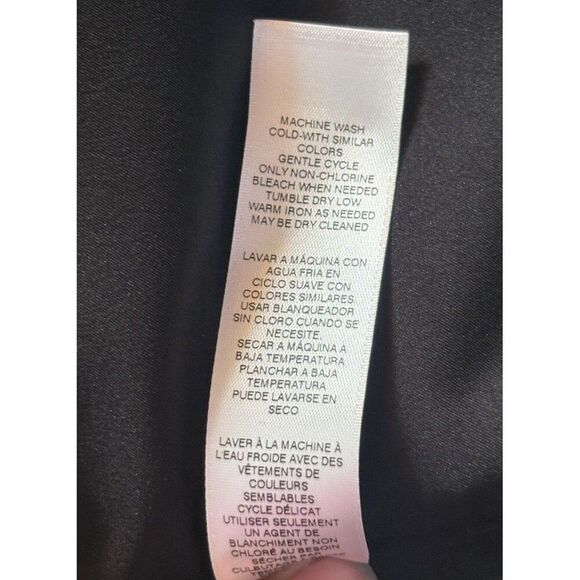 MACHINE WASH
COLD-WITH SIMILAR
COLORS
GENTLE CYCLE
ONLY NON-CHLORINE
BLEACH WHEN NEEDED
TUMBLE DRY LOW
WARM IRON AS NEEDED
MAY BE DRY CLEANED
LAVAR A MÁQUINA CON
AGUA FRIA EN
CICLO SUAVE CON
COLORES SIMILARES.
USAR BLANQUEADOR
SIN CLORO CUANDO SE
NECESITE.
SECAR A MÁQUINA A
BAJA TEMPERATURA
PLANCHAR A BAJA
TEMPERATURA
PUEDE LAVARSE EN
SECO
LAVER À LA MACHINE À
L'EAU FROIDE AVEC DES
VÊTEMENTS DE
COULEURS
SEMBLABLES
CYCLE DÉLICAT
UTILISER SEULEMENT
UN AGENT DE
BLANCHIMENT NON
CHLORÉ AU BESOIN
SÉCHER PAR